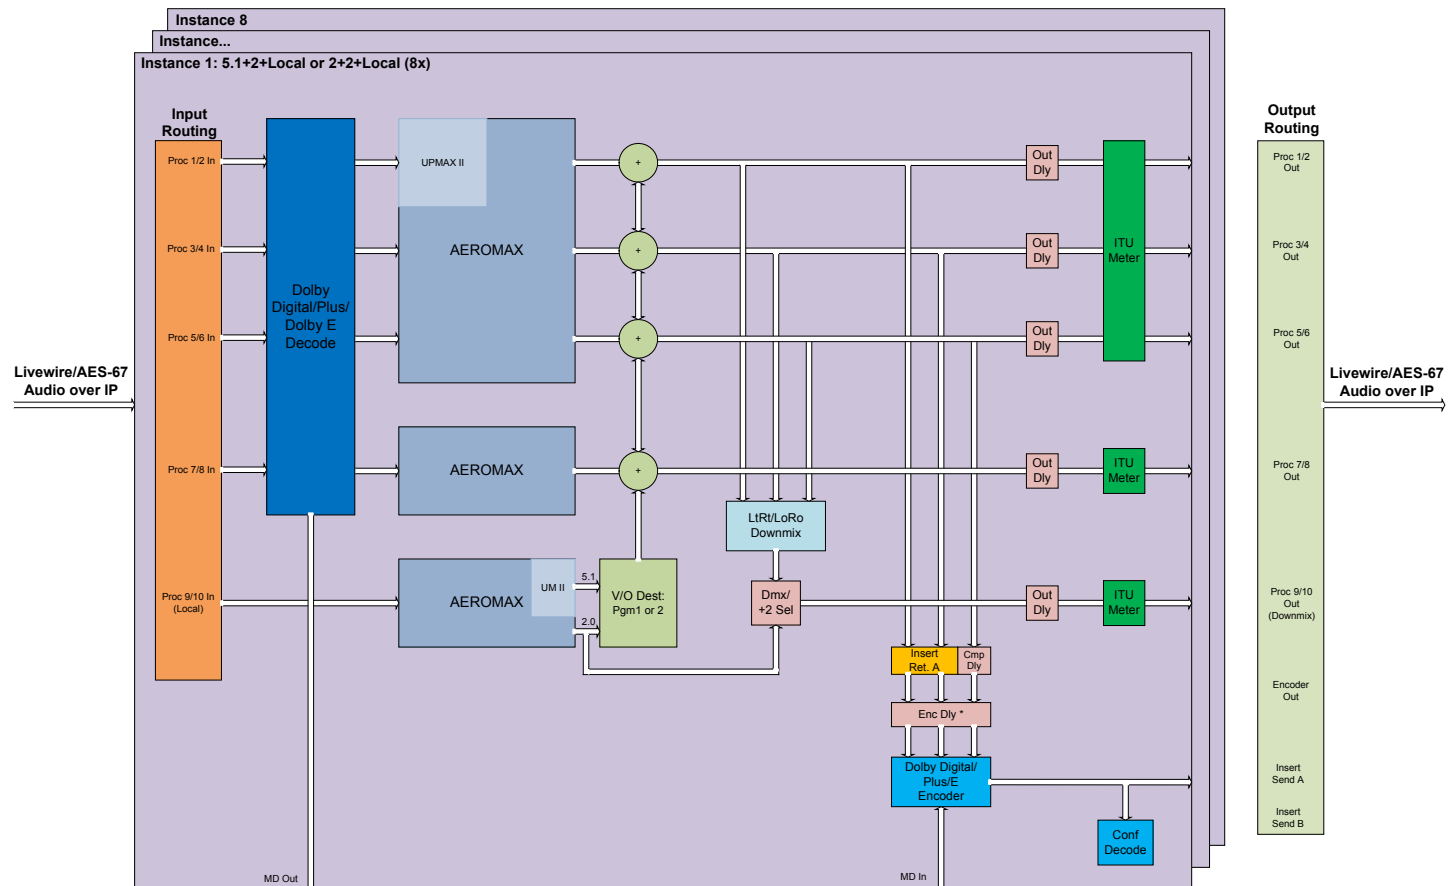 Instance 8
Instance...
Instance 1: 5.1+2+Local or 2+2+Local (8x)
Input
Routing
Proc 1/2 In
Proc 3/4 In
Proc 5/6 In
Proc 7/8 In
Proc 9/10 In
(Local)
Livewire/AES-67
Audio over IP
Dolby
Digital/Plus/
Dolby E
Decode
UPMAX II
AEROMAX
AEROMAX
AEROMAX
UM II
5.1
2.0
V/O Dest:
Pgm1 or 2
+
+
+
+
LtRt/LoRo
Downmix
Dmx/
+2 Sel
Out
Dly
Out
Dly
Out
Dly
Out
Dly
Out
Dly
ITU
Meter
ITU
Meter
ITU
Meter
Insert
Ret. A
Cmp
Dly
Enc Dly *
Dolby Digital/
Plus/E
Encoder
Conf
Decode
MD Out
MD In
Output
Routing
Proc 1/2
Out
Proc 3/4
Out
Proc 5/6
Out
Proc 7/8
Out
Proc 9/10
Out
(Downmix)
Encoder
Out
Insert
Send A
Insert
Send B
Livewire/AES-67
Audio over IP